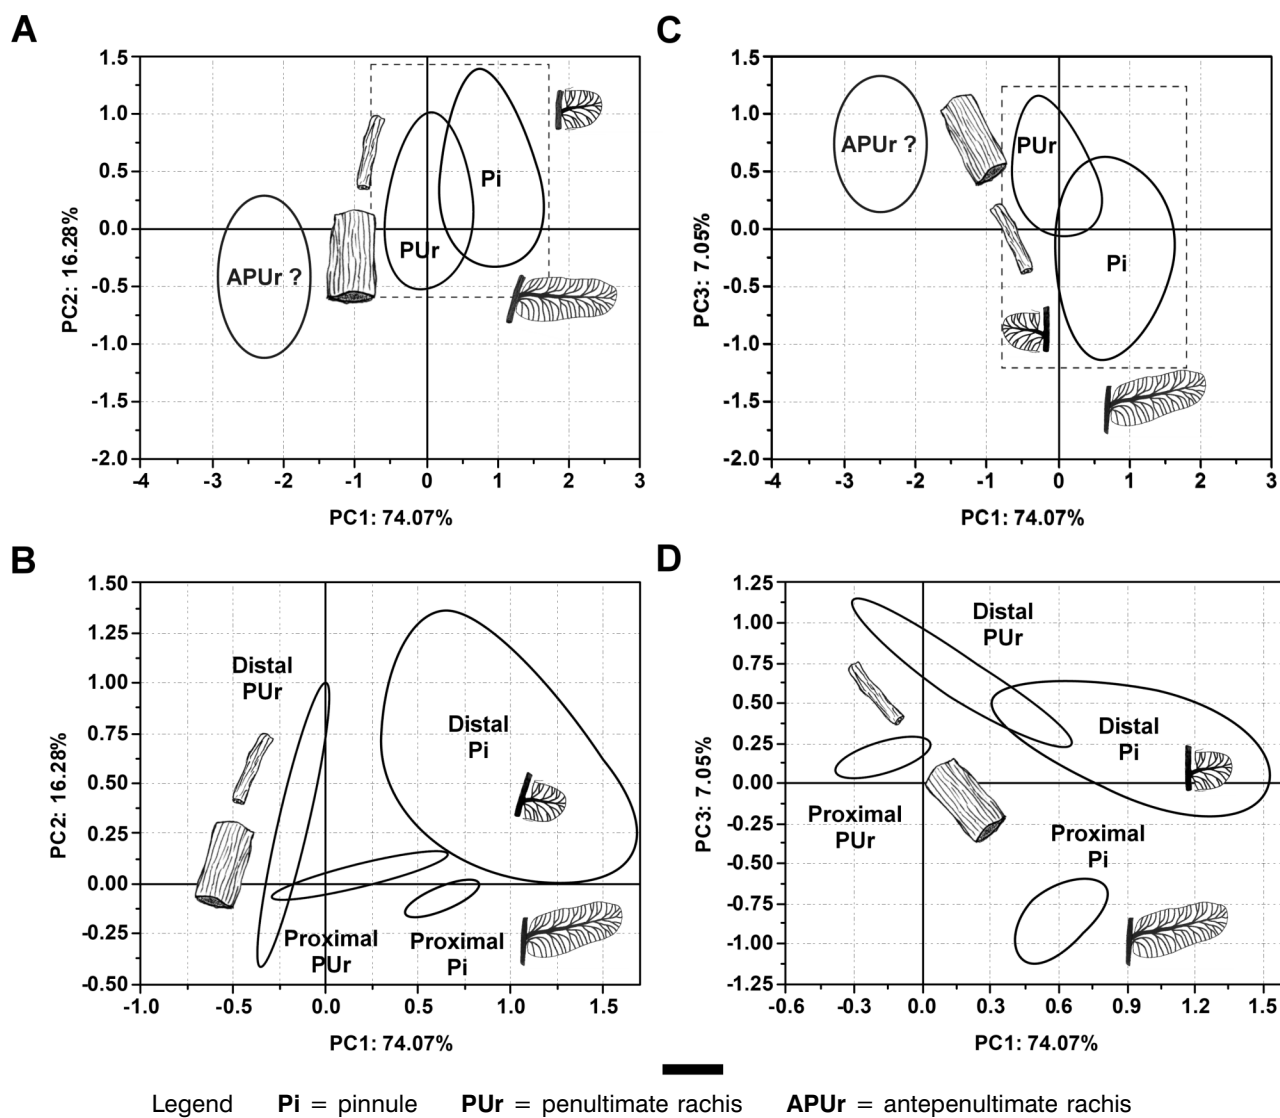 A
1.5
1.0
0.5
0.0
-0.5
-1.0
-1.5
-2.0
-4 -3 -2 -1 0 1 2 3
PC2: 16.28%
PC1: 74.07%
APUr ?
PUr
Pi
C
1.5
1.0
0.5
0.0
-0.5
-1.0
-1.5
-2.0
-4 -3 -2 -1 0 1 2 3
PC3: 7.05%
PC1: 74.07%
APUr ?
PUr
Pi
B
1.50
1.25
1.00
0.75
0.50
0.25
0.00
-0.25
-0.50
-1.0 -0.5 0.0 0.5 1.0 1.5
PC2: 16.28%
PC1: 74.07%
Distal
PUr
Distal
Pi
Proximal
PUr
Proximal
Pi
D
1.25
1.00
0.75
0.50
0.25
0.00
-0.25
-0.50
-0.75
-1.00
-1.25
-0.6 -0.3 0.0 0.3 0.6 0.9 1.2 1.5
PC3: 7.05%
PC1: 74.07%
Distal
PUr
Distal
Pi
Proximal
PUr
Proximal
Pi
Legend Pi = pinnule PUr = penultimate rachis APUr = antepenultimate rachis